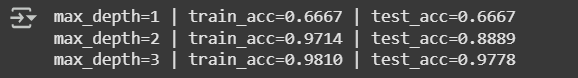 max_depth=1 | train_acc=0.6667 | test_acc=0.6667
max_depth=2 | train_acc=0.9714 | test_acc=0.8889
max_depth=3 | train_acc=0.9810 | test_acc=0.9778